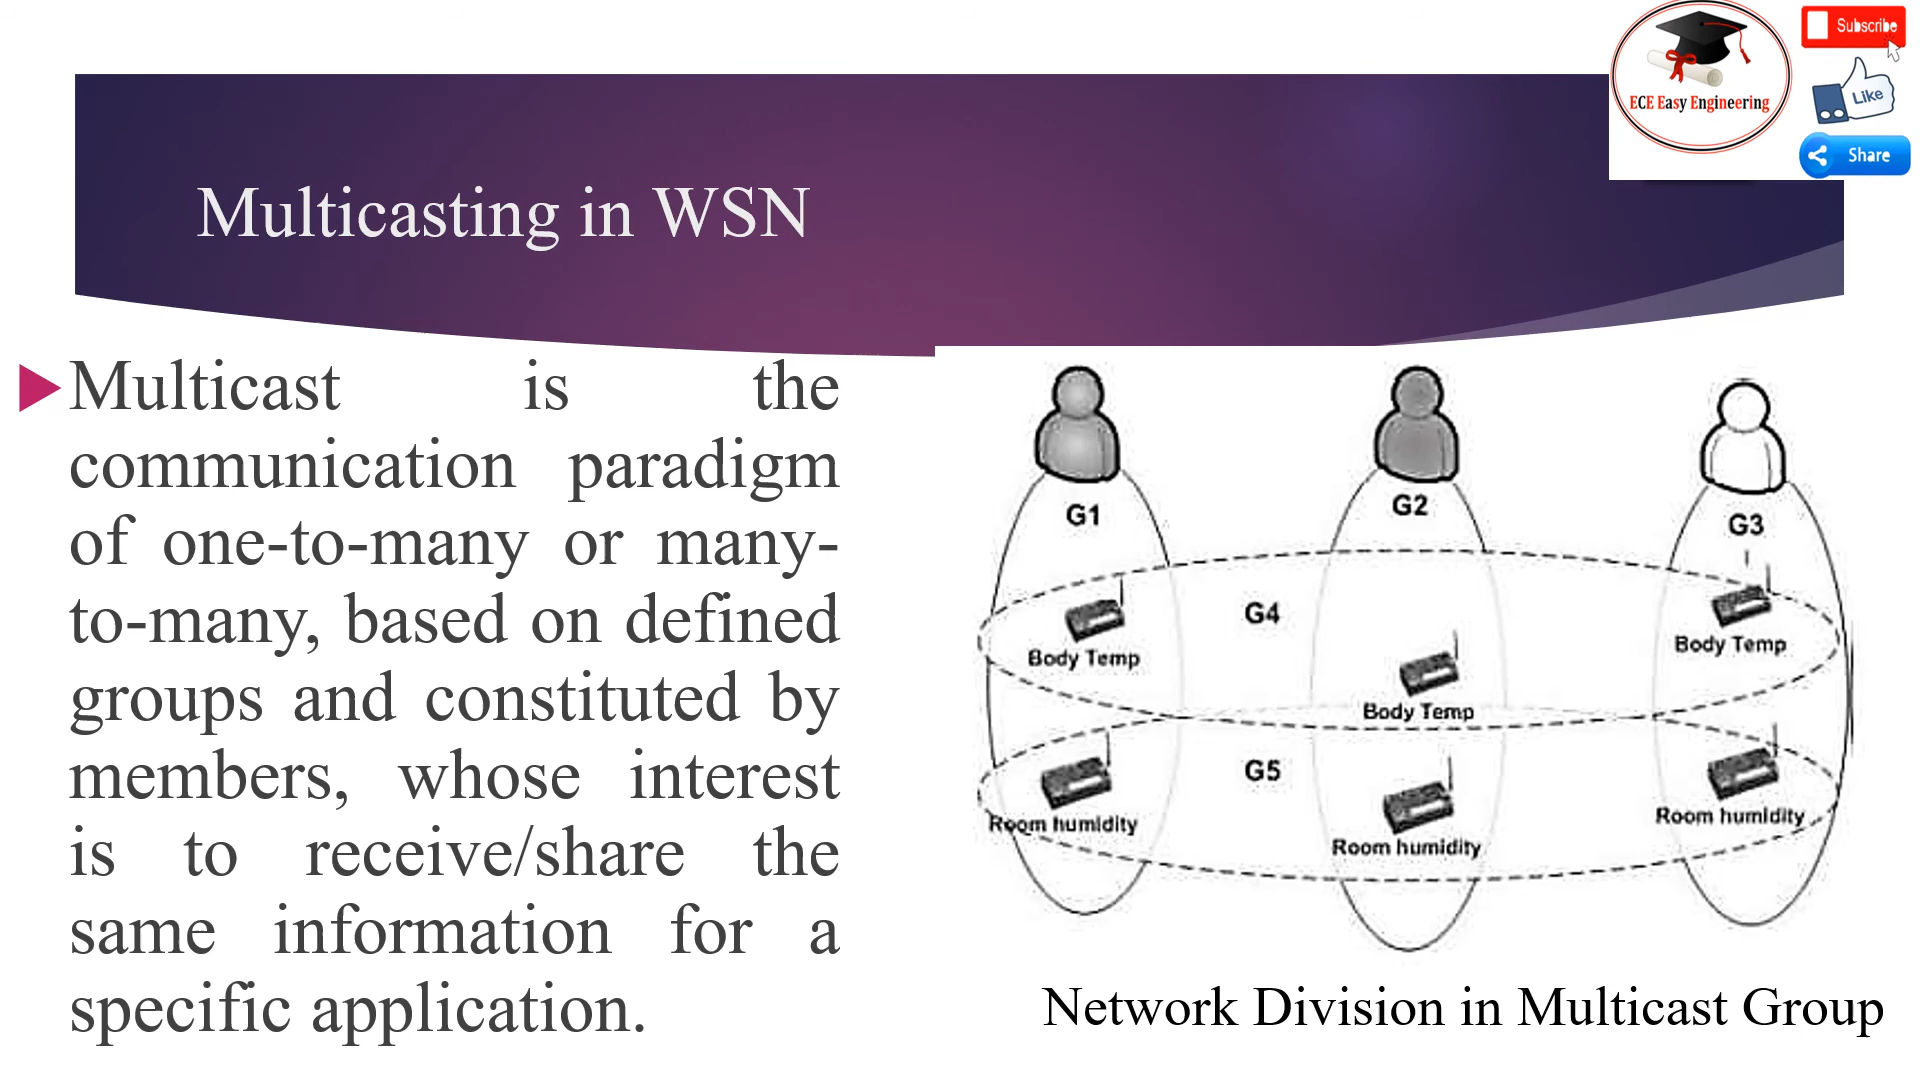 Subscribe
ECE Easy Engineering
Like
Share
Multicasting in WSN
Multicast is the
communication paradigm
of one-to-many or many-
to-many, based on defined
groups and constituted by
members, whose interest
is to receive/share the
same information for a
specific application.
G1
G2
G3
G4
Body Temp
Body Temp
Body Temp
G5
Room humidity
Room humidity
Room humidity
Network Division in Multicast Group